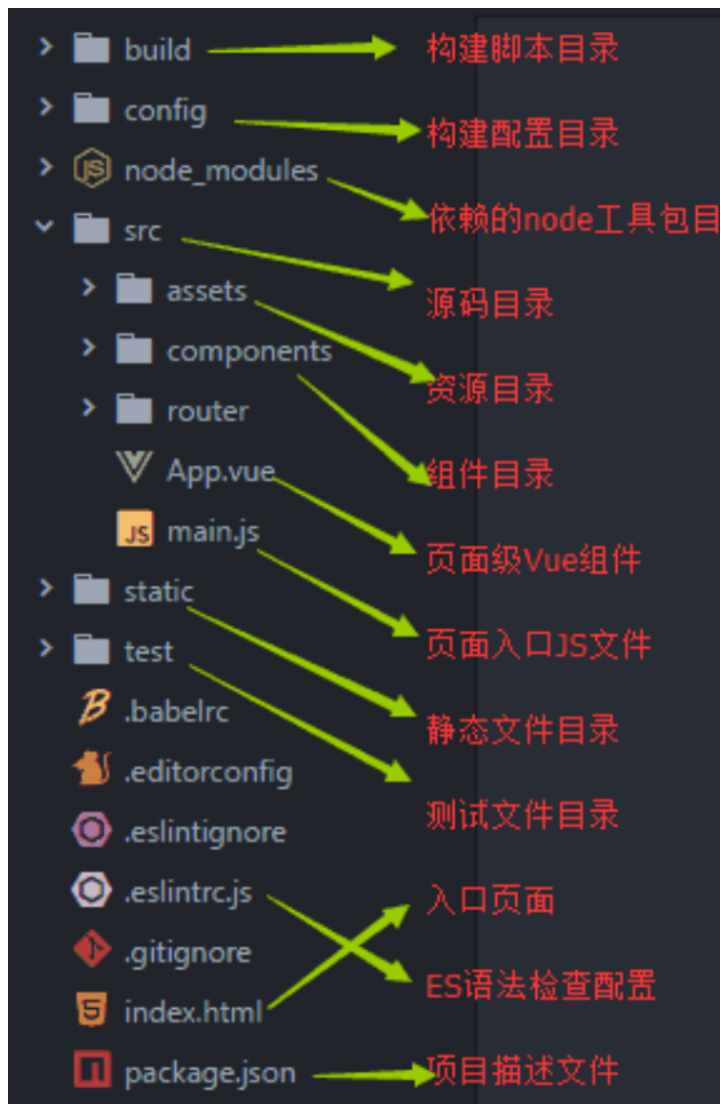 build
构建脚本目录
config
构建配置目录
node_modules
依赖的node工具包目
src
源码目录
assets
资源目录
components
组件目录
router
App.vue
页面级Vue组件
main.js
页面入口JS文件
static
静态文件目录
test
测试文件目录
.babelrc
.editorconfig
.eslintignore
.eslintrc.js
入口页面
.gitignore
ES语法检查配置
index.html
package.json
项目描述文件